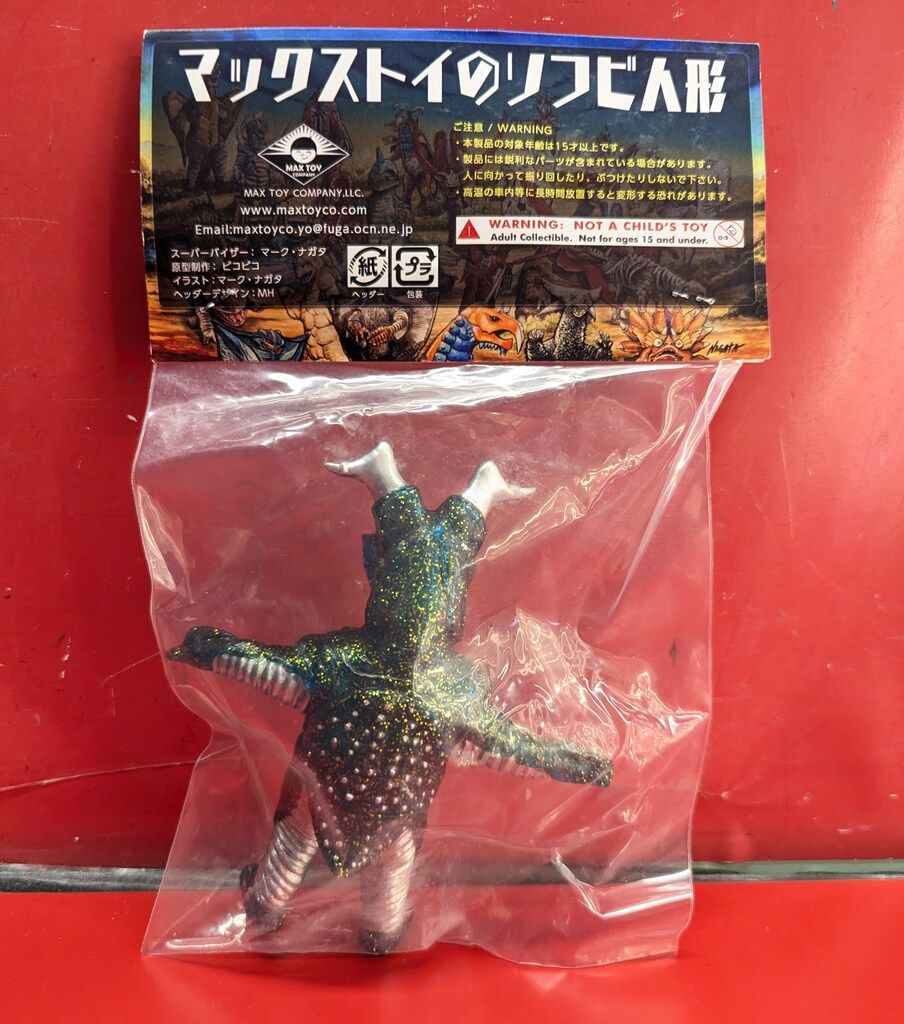 マックストイのソフビ人形
MAX TOY
COMPANY
MAX TOY COMPANY,LLC.
www.maxtoyco.com
Email:maxtoyco.yo@fuga.ocn.ne.jp
スーパーバイザー: マーク・ナガタ
原型制作: ピコピコ
イラスト:マーク・ナガタ
ヘッダーデザイン:MH
紙
ヘッダー
プラ
包装
ご注意 / WARNING
・本製品の対象年齢は15才以上です。
・製品には鋭利なパーツが含まれている場合があります。
人に向かって振り回したり、ぶつけたりしないで下さい。
・高温の車内等に長時間放置すると変形する恐れがあります。
WARNING: NOT A CHILD'S TOY
Adult Collectible. Not for ages 15 and under.
NAGATA